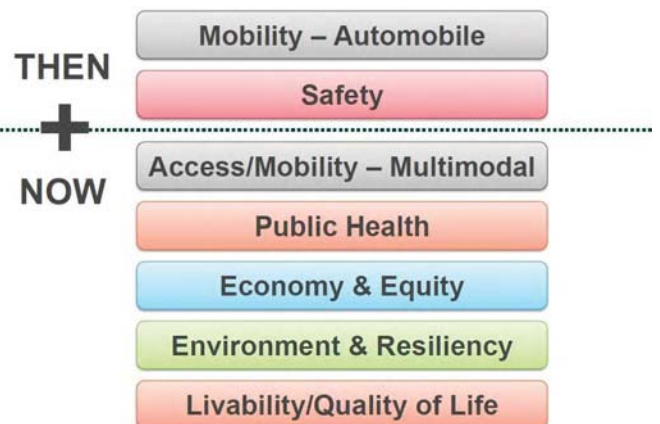 THEN
Mobility – Automobile
Safety
+
NOW
Access/Mobility – Multimodal
Public Health
Economy & Equity
Environment & Resiliency
Livability/Quality of Life